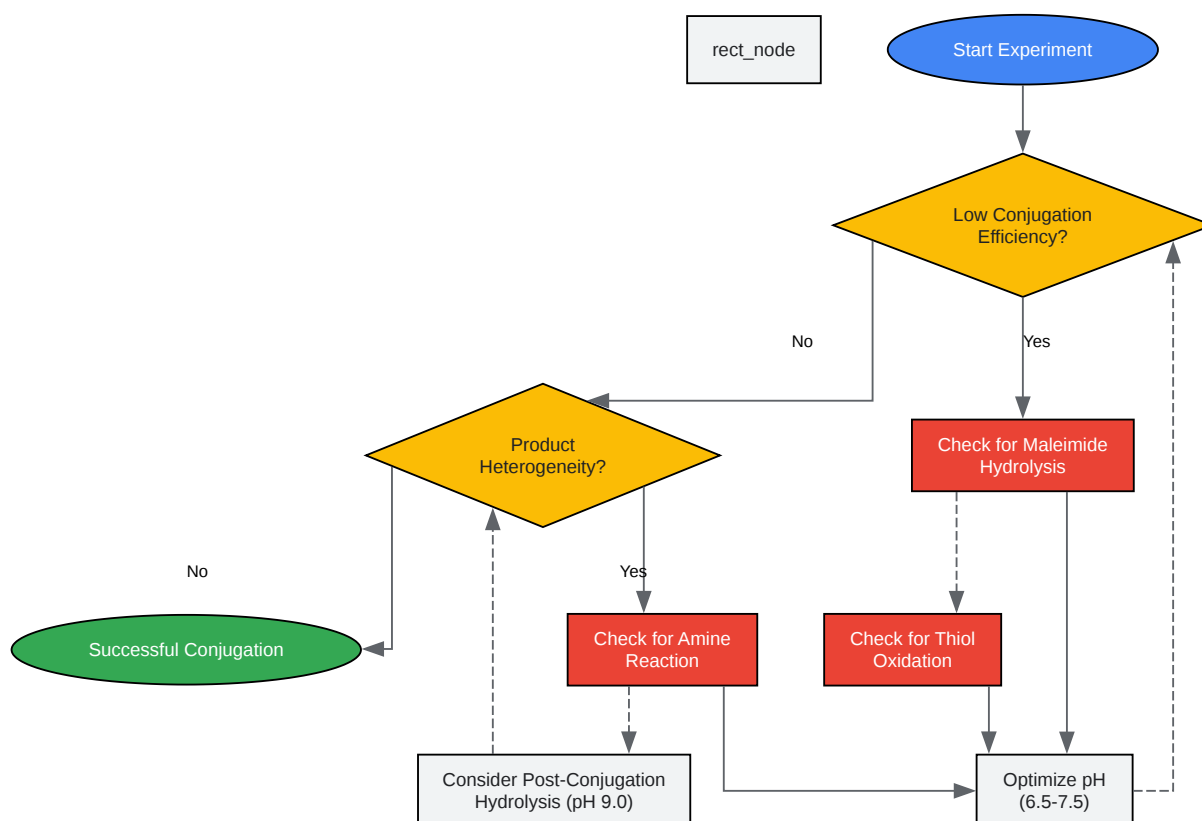 rect_node
Start Experiment
Low Conjugation
Efficiency?
No
Yes
Product
Heterogeneity?
Check for Maleimide
Hydrolysis
No
Yes
Successful Conjugation
Check for Amine
Reaction
Check for Thiol
Oxidation
Consider Post-Conjugation
Hydrolysis (pH 9.0)
Optimize pH
(6.5-7.5)